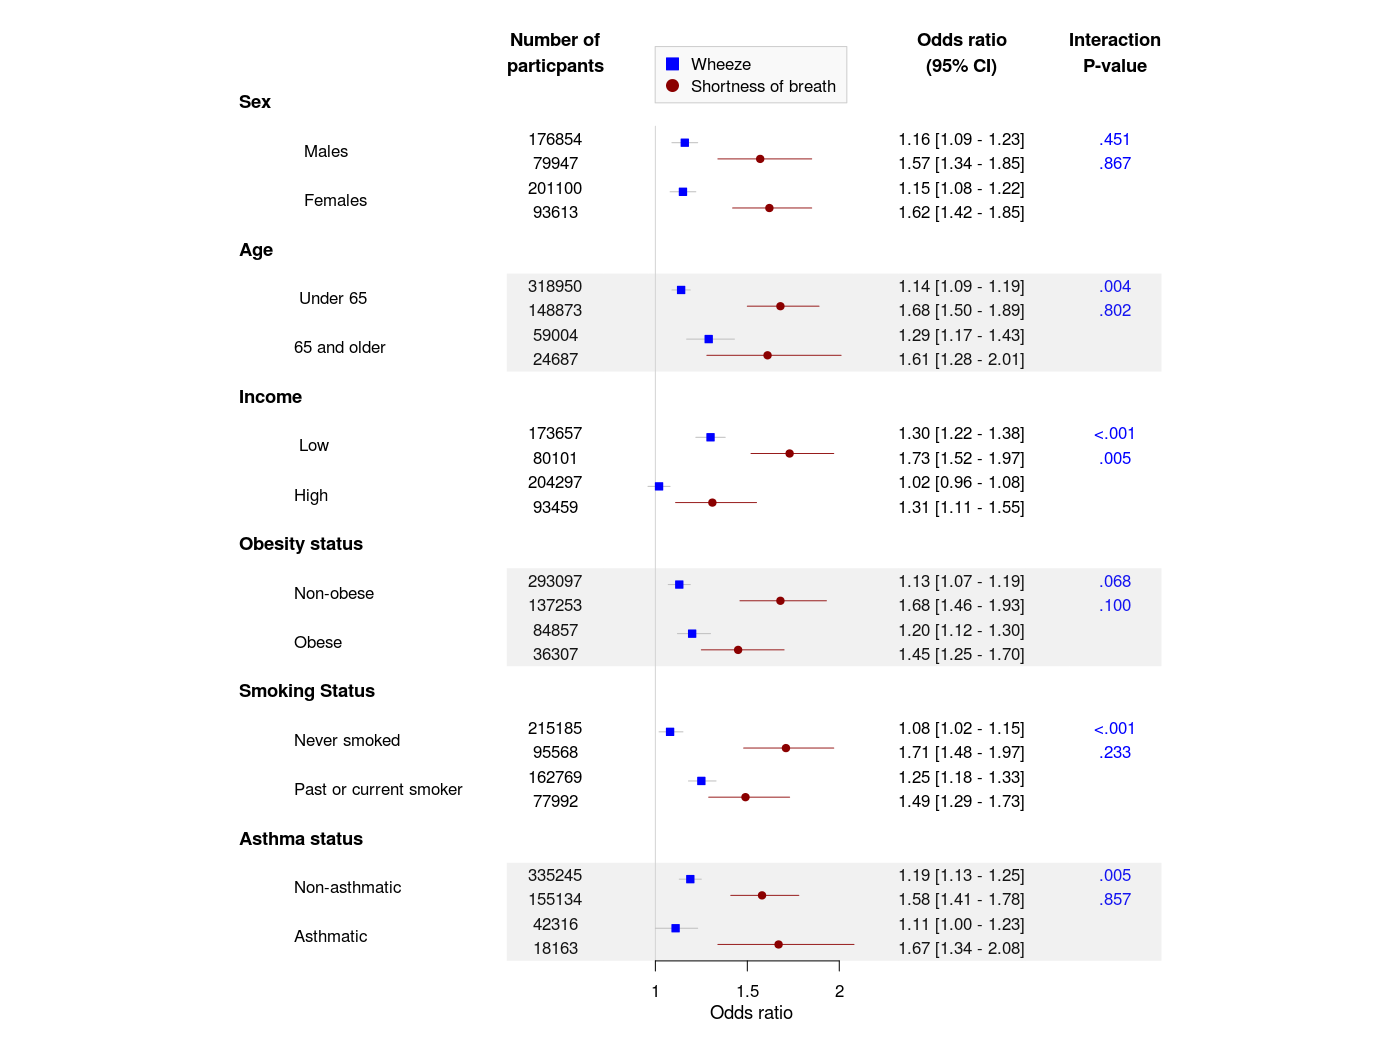 Number of
particpants
Wheeze
Shortness of breath
Odds ratio
(95% CI)
Interaction
P-value
Sex
Males
176854 1.16 [1.09 - 1.23] .451
79947 1.57 [1.34 - 1.85] .867
Females
201100 1.15 [1.08 - 1.22]
93613 1.62 [1.42 - 1.85]
Age
Under 65
318950 1.14 [1.09 - 1.19] .004
148873 1.68 [1.50 - 1.89] .802
65 and older
59004 1.29 [1.17 - 1.43]
24687 1.61 [1.28 - 2.01]
Income
Low
173657 1.30 [1.22 - 1.38] <.001
80101 1.73 [1.52 - 1.97] .005
High
204297 1.02 [0.96 - 1.08]
93459 1.31 [1.11 - 1.55]
Obesity status
Non-obese
293097 1.13 [1.07 - 1.19] .068
137253 1.68 [1.46 - 1.93] .100
Obese
84857 1.20 [1.12 - 1.30]
36307 1.45 [1.25 - 1.70]
Smoking Status
Never smoked
215185 1.08 [1.02 - 1.15] <.001
95568 1.71 [1.48 - 1.97] .233
Past or current smoker
162769 1.25 [1.18 - 1.33]
77992 1.49 [1.29 - 1.73]
Asthma status
Non-asthmatic
335245 1.19 [1.13 - 1.25] .005
155134 1.58 [1.41 - 1.78] .857
Asthmatic
42316 1.11 [1.00 - 1.23]
18163 1.67 [1.34 - 2.08]
1 1.5 2
Odds ratio